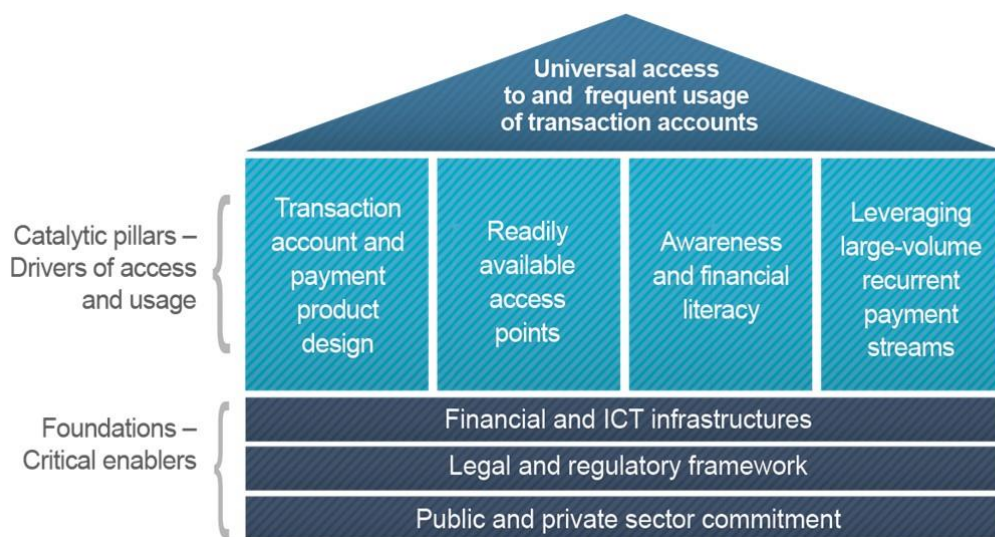 Universal access
to and frequent usage
of transaction accounts
Catalytic pillars –
Drivers of access
and usage
Transaction
account and
payment
product
design
Readily
available
access
points
Awareness
and financial
literacy
Leveraging
large-volume
recurrent
payment
streams
Foundations –
Critical enablers
Financial and ICT infrastructures
Legal and regulatory framework
Public and private sector commitment